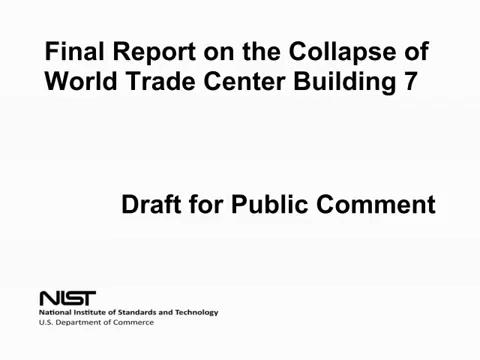 Final Report on the Collapse of
World Trade Center Building 7
Draft for Public Comment
NIST
National Institute of Standards and Technology
U.S. Department of Commerce